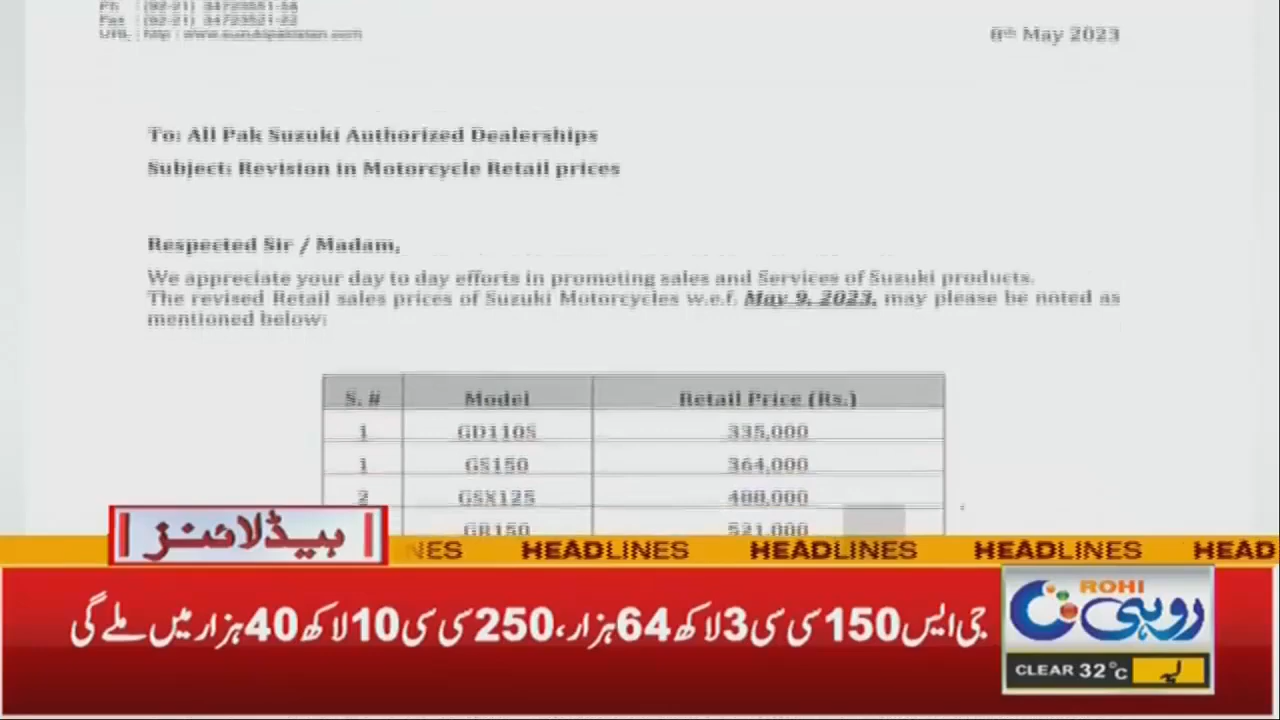 8th May 2023
To: All Pak Suzuki Authorized Dealerships
Subject: Revision in Motorcycle Retail prices
Respected Sir / Madam,
We appreciate your day to day efforts in promoting sales and Services of Suzuki products.
The revised Retail sales prices of Suzuki Motorcycles w.e.f. May 9, 2023, may please be noted as
mentioned below:
S. # Model Retail Price (Rs.)
1 GD110S 335,000
1 GS150 364,000
2 GSX125 488,000
GR150 521,000
ہیڈلائنز
NES HEADLINES HEADLINES HEADLINES HEAD
جی ایس 150 سی سی 3 لاکھ 64 ہزار، 250 سی سی 10 لاکھ 40 ہزار میں ملے گی
ROHI
روہی
CLEAR 32°C لیہ